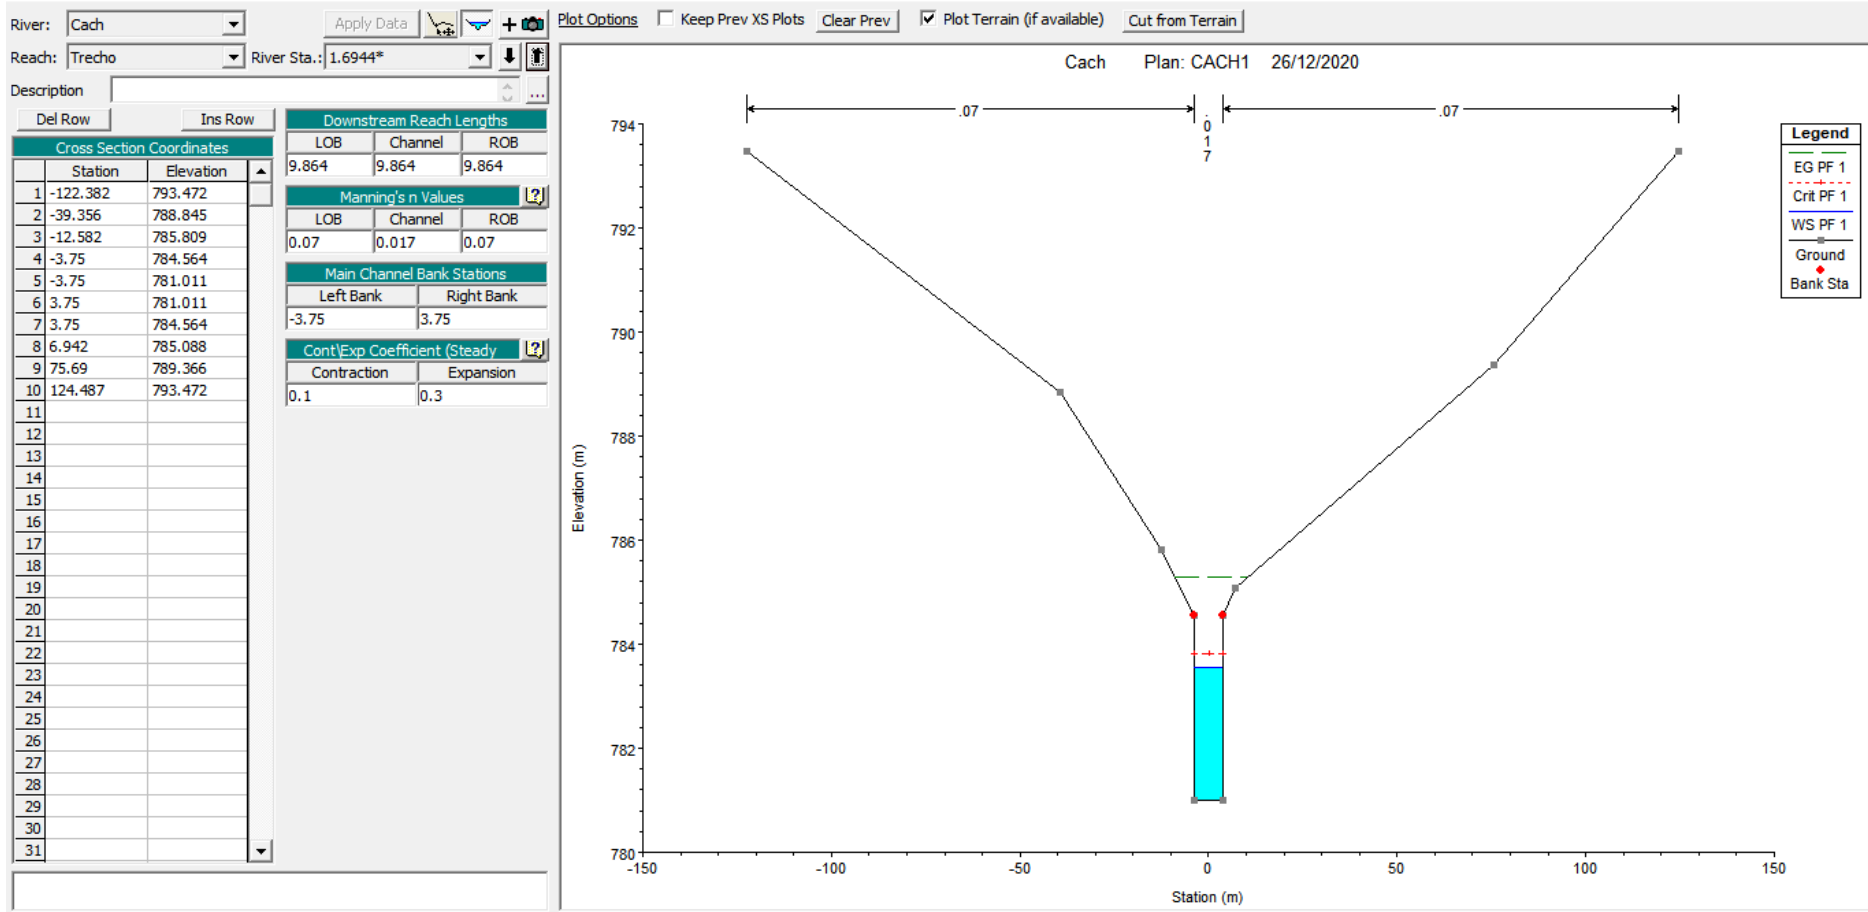 River: Cach Apply Data
Reach: Trecho River Sta.: 1.6944*
Description ...
Del Row Ins Row
Cross Section Coordinates
Station Elevation
1 -122.382 793.472
2 -39.356 788.845
3 -12.582 785.809
4 -3.75 784.564
5 -3.75 781.011
6 3.75 781.011
7 3.75 784.564
8 6.942 785.088
9 75.69 789.366
10 124.487 793.472
11
12
13
14
15
16
17
18
19
20
21
22
23
24
25
26
27
28
29
30
31
Downstream Reach Lengths
LOB Channel ROB
9.864 9.864 9.864
Manning's n Values
LOB Channel ROB
0.07 0.017 0.07
Main Channel Bank Stations
Left Bank Right Bank
-3.75 3.75
Cont\Exp Coefficient (Steady
Contraction Expansion
0.1 0.3
Plot Options Keep Prev XS Plots Clear Prev Plot Terrain (if available) Cut from Terrain
Cach Plan: CACH1 26/12/2020
.07 .017 .07
794
792
790
788
786
784
782
780
Elevation (m)
-150 -100 -50 0 50 100 150
Station (m)
Legend
EG PF 1
Crit PF 1
WS PF 1
Ground
Bank Sta